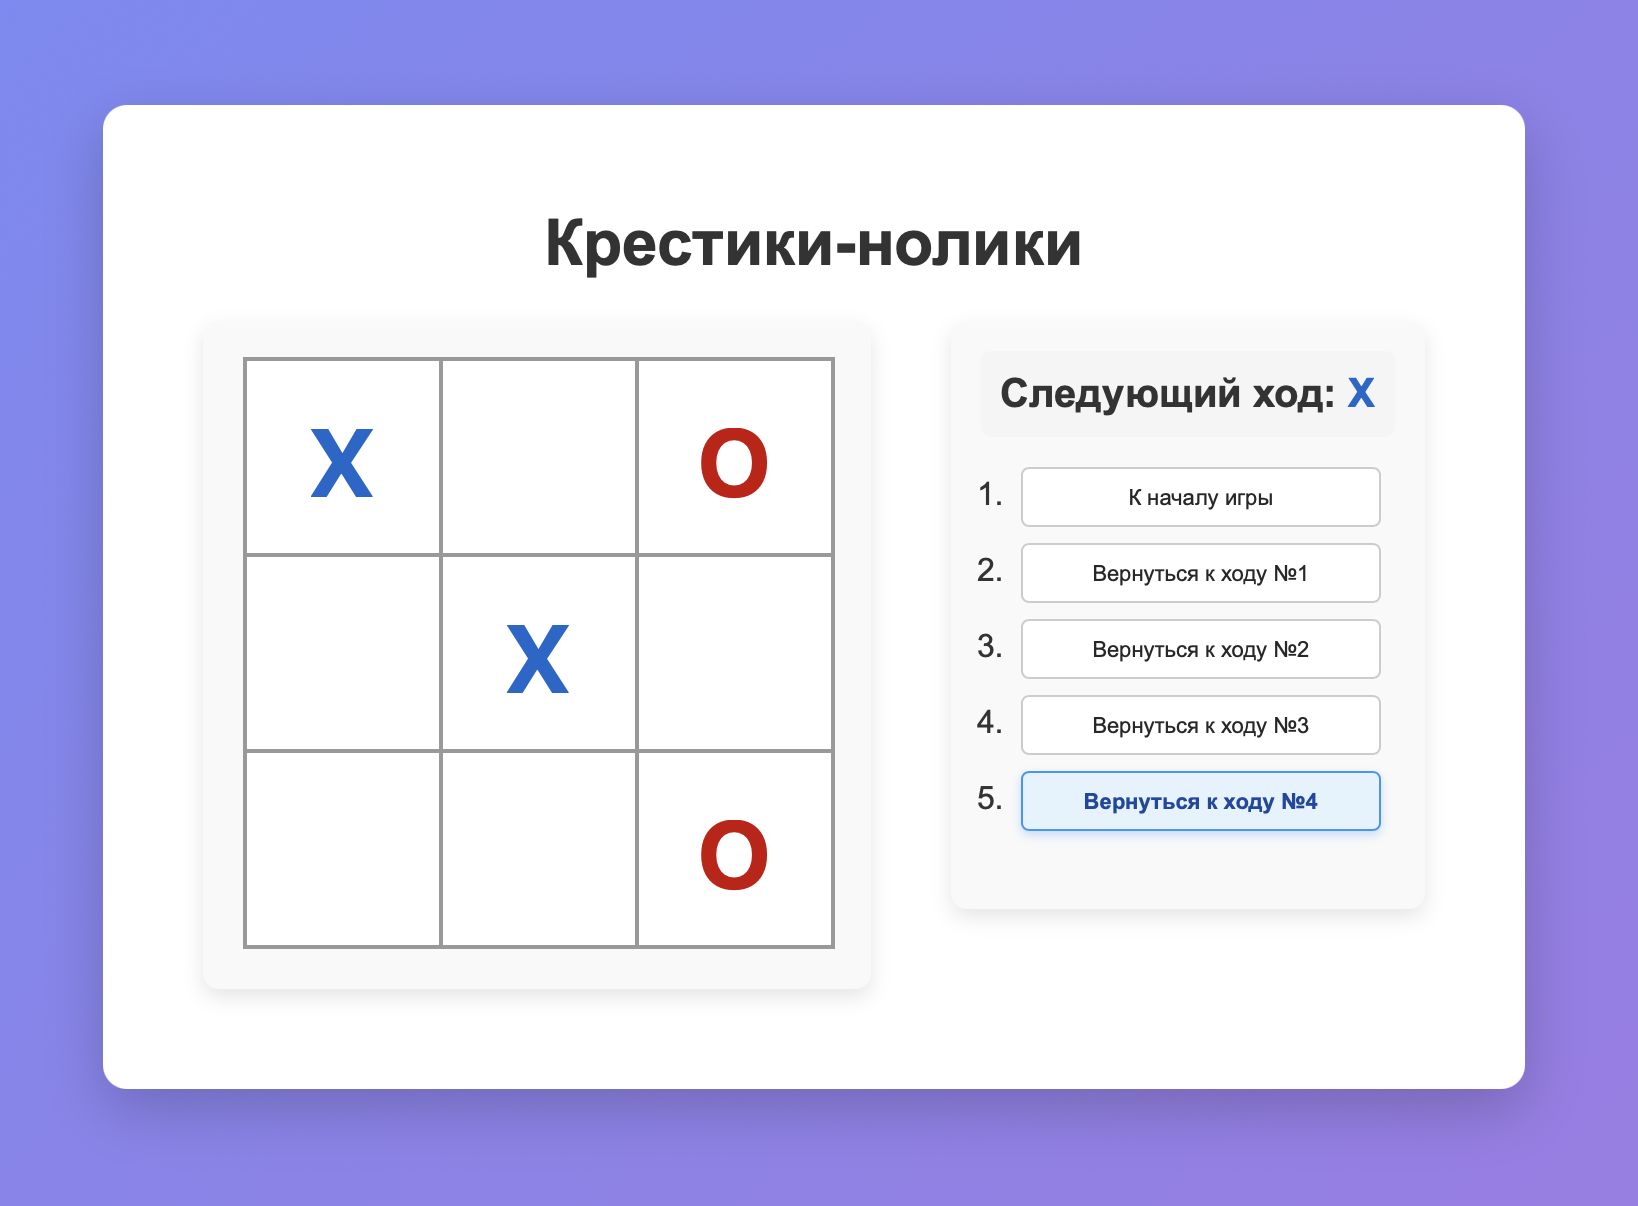 Крестики-нолики
X
O
X
O
Следующий ход: X
1. К началу игры
2. Вернуться к ходу №1
3. Вернуться к ходу №2
4. Вернуться к ходу №3
5. Вернуться к ходу №4